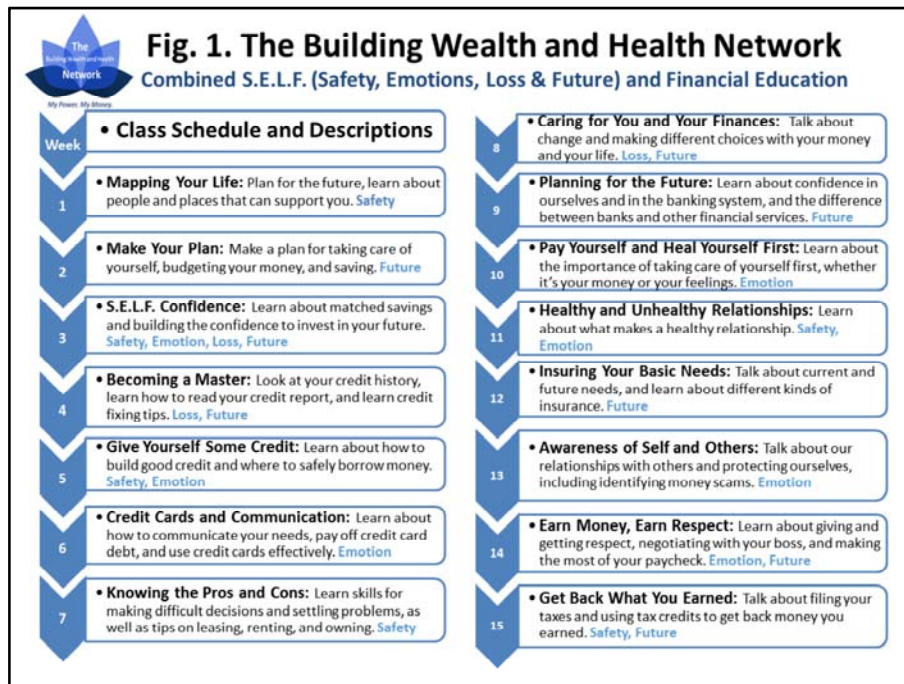 The
Building Wealth and Health
Network
My Power. My Money.
Fig. 1. The Building Wealth and Health Network
Combined S.E.L.F. (Safety, Emotions, Loss & Future) and Financial Education
Week
• Class Schedule and Descriptions
1
• Mapping Your Life: Plan for the future, learn about
people and places that can support you. Safety
2
• Make Your Plan: Make a plan for taking care of
yourself, budgeting your money, and saving. Future
3
• S.E.L.F. Confidence: Learn about matched savings
and building the confidence to invest in your future.
Safety, Emotion, Loss, Future
4
• Becoming a Master: Look at your credit history,
learn how to read your credit report, and learn credit
fixing tips. Loss, Future
5
• Give Yourself Some Credit: Learn about how to
build good credit and where to safely borrow money.
Safety, Emotion
6
• Credit Cards and Communication: Learn about
how to communicate your needs, pay off credit card
debt, and use credit cards effectively. Emotion
7
• Knowing the Pros and Cons: Learn skills for
making difficult decisions and settling problems, as
well as tips on leasing, renting, and owning. Safety
8
• Caring for You and Your Finances: Talk about
change and making different choices with your money
and your life. Loss, Future
9
• Planning for the Future: Learn about confidence in
ourselves and in the banking system, and the difference
between banks and other financial services. Future
10
• Pay Yourself and Heal Yourself First: Learn about
the importance of taking care of yourself first, whether
it's your money or your feelings. Emotion
11
• Healthy and Unhealthy Relationships: Learn
about what makes a healthy relationship. Safety,
Emotion
12
• Insuring Your Basic Needs: Talk about current and
future needs, and learn about different kinds of
insurance. Future
13
• Awareness of Self and Others: Talk about our
relationships with others and protecting ourselves,
including identifying money scams. Emotion
14
• Earn Money, Earn Respect: Learn about giving and
getting respect, negotiating with your boss, and making
the most of your paycheck. Emotion, Future
15
• Get Back What You Earned: Talk about filing your
taxes and using tax credits to get back money you
earned. Safety, Future